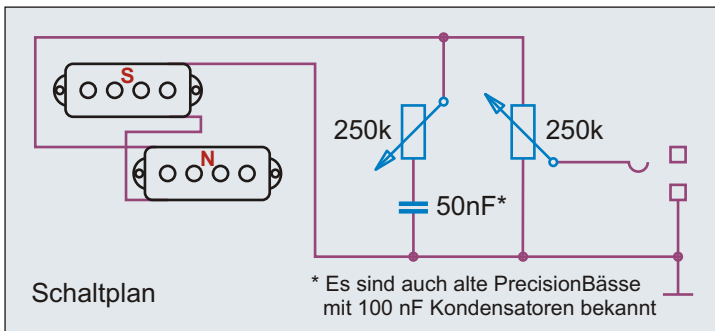 S
N
250k
250k
50nF*
Schaltplan
* Es sind auch alte PrecisionBässe
mit 100 nF Kondensatoren bekannt